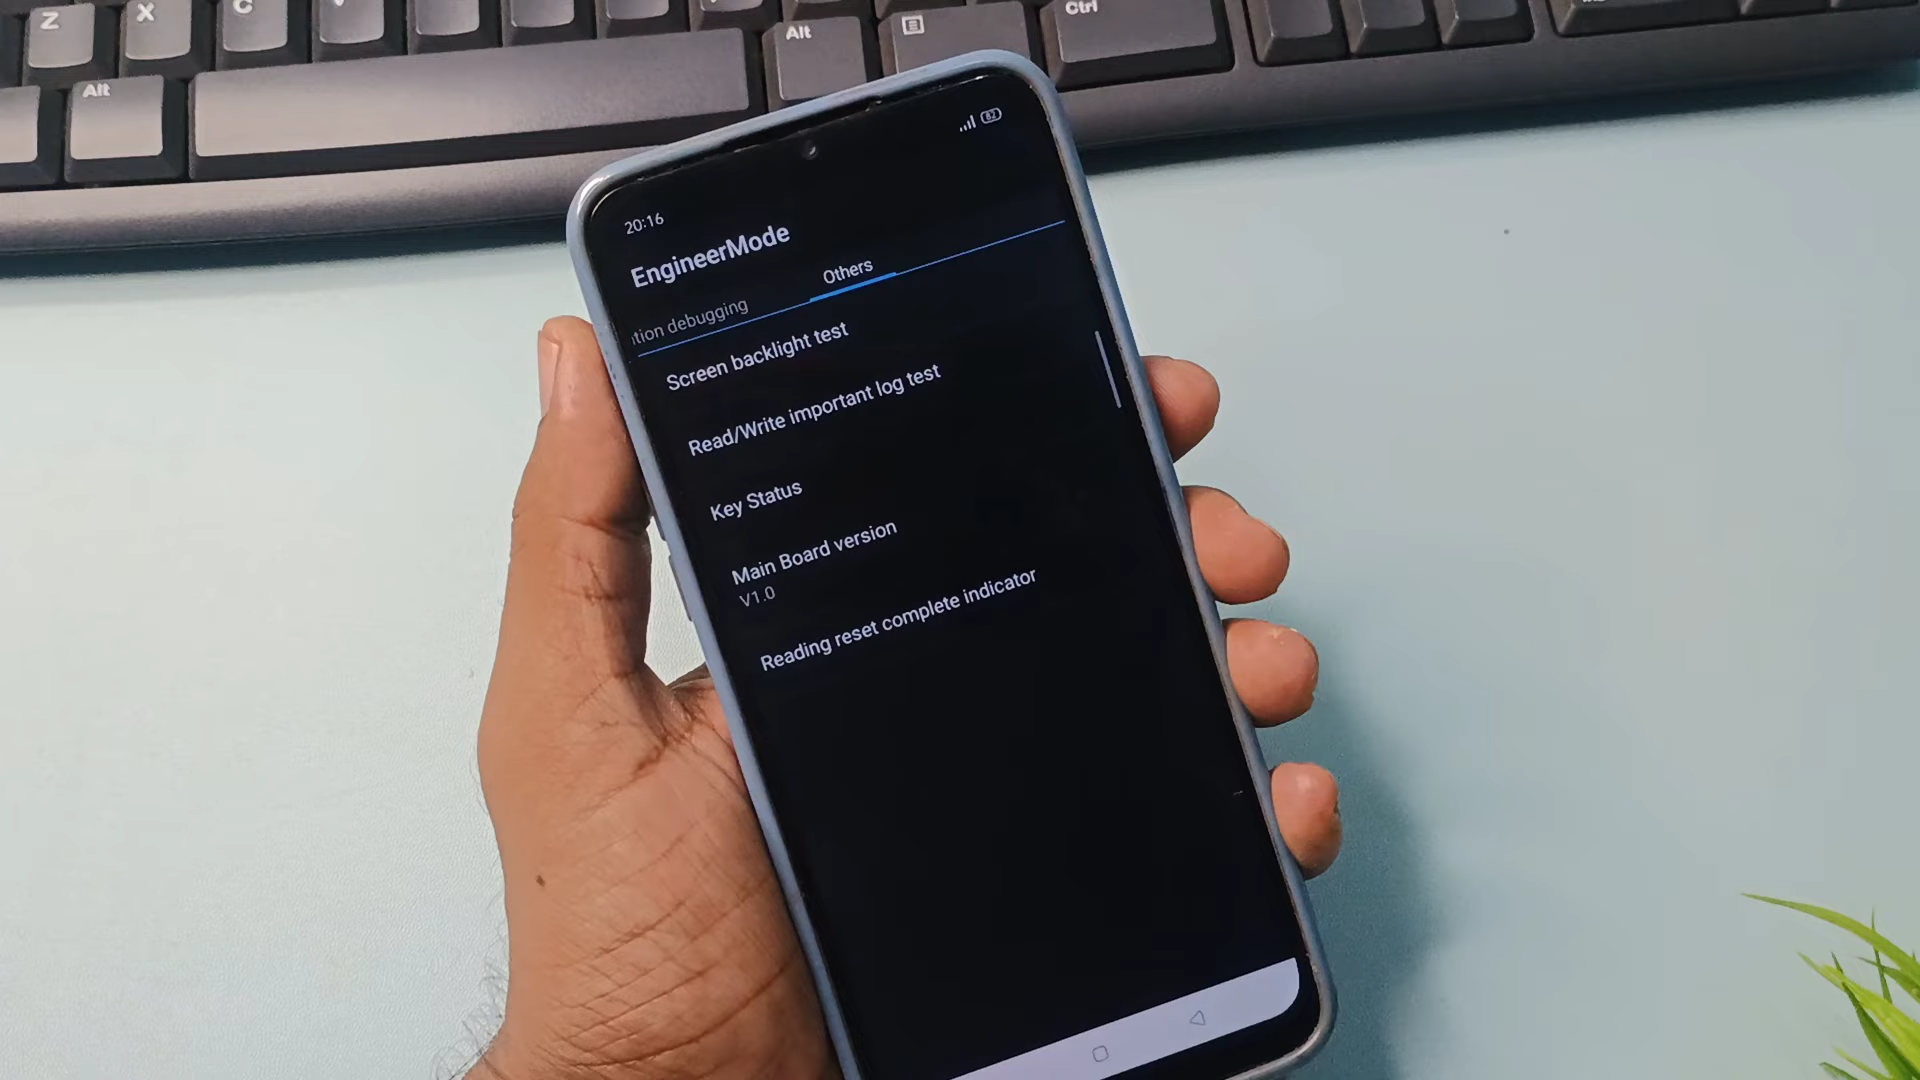 Z X C V
Alt
Alt
Ctrl
20:16
82
EngineerMode
tion debugging
Others
Screen backlight test
Read/Write important log test
Key Status
Main Board version
V1.0
Reading reset complete indicator